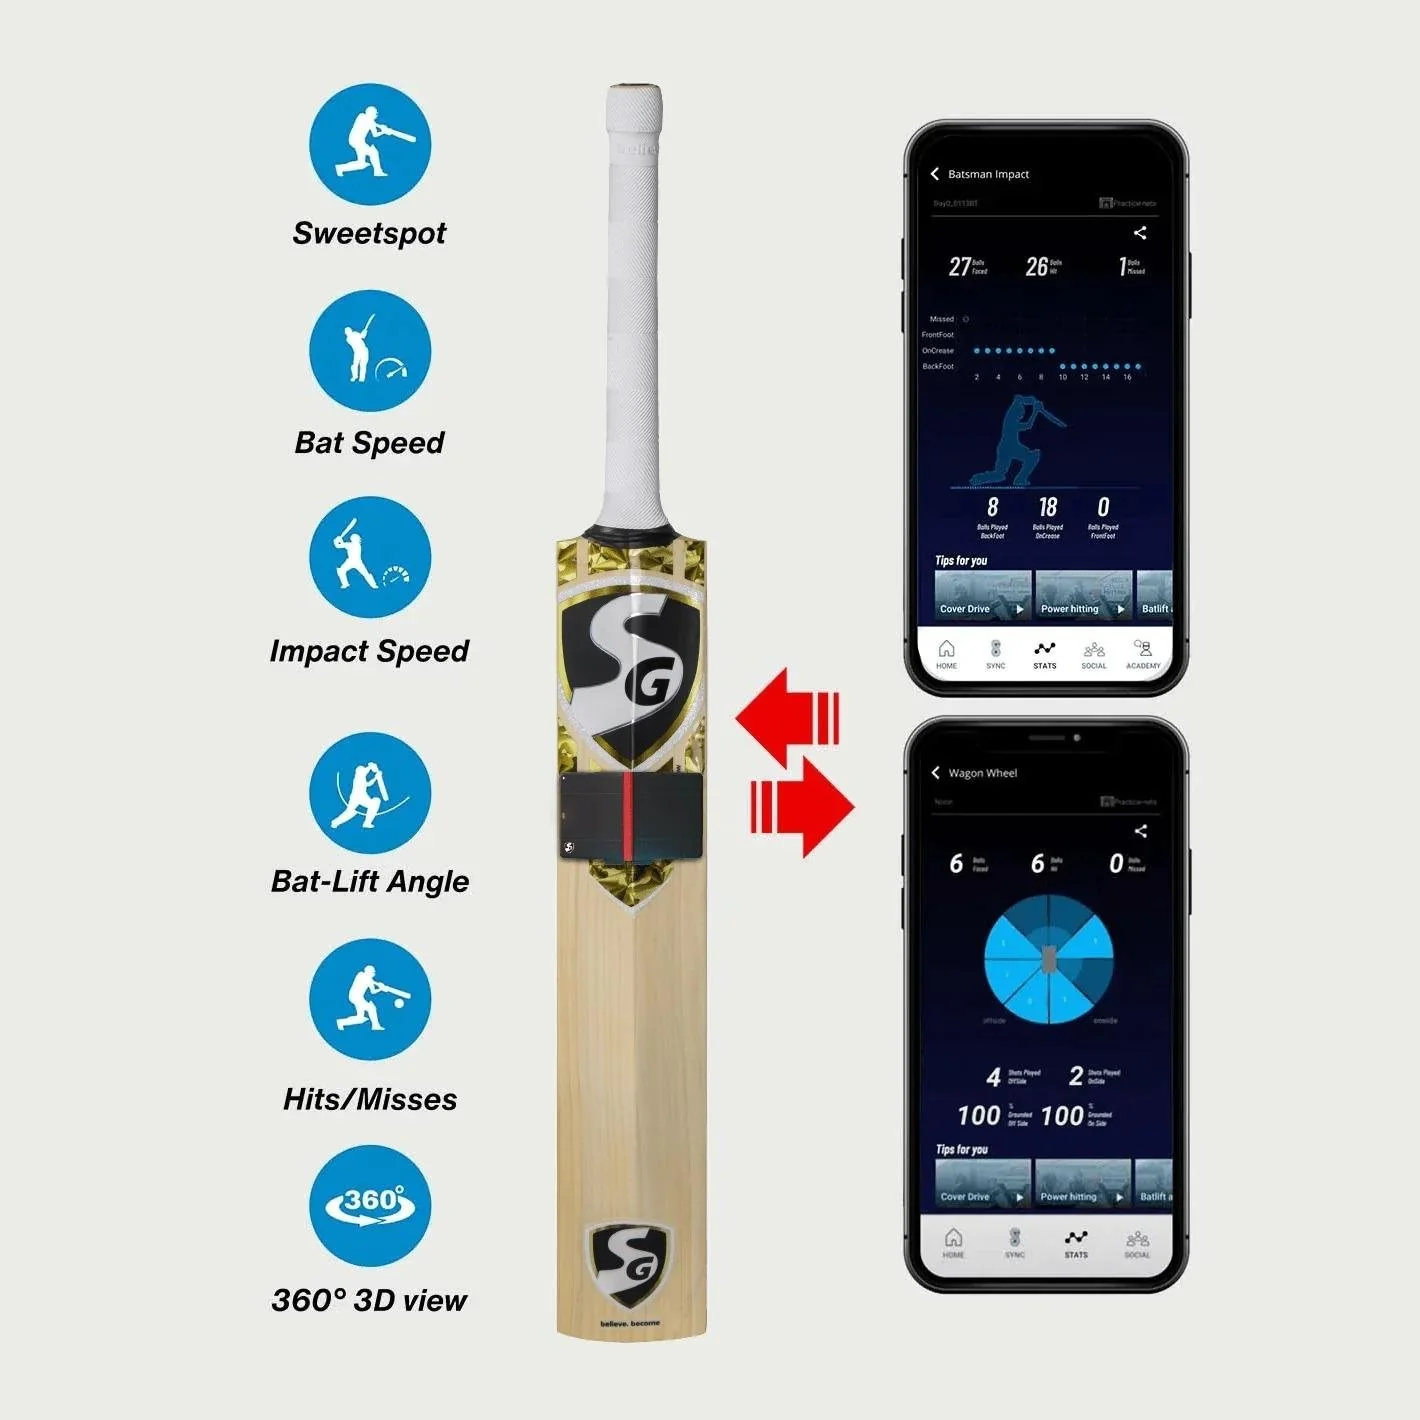 Sweetspot
Bat Speed
Impact Speed
Bat-Lift Angle
Hits/Misses
360°
360° 3D view
SG
SG
believe. become
Batsman Impact
Practice nets
27 Balls Faced
26 Balls Hit
1 Balls Missed
Missed
FrontFoot
OnCrease
BackFoot
2 4 6 8 10 12 14 16
8 18 0
Balls Played BackFoot
Balls Played OnCrease
Balls Played FrontFoot
Tips for you
Cover Drive
Power hitting
Batlift
HOME SYNC STATS SOCIAL ACADEMY
Wagon Wheel
Practice nets
6 Balls Faced
6 Balls Hit
0 Balls Missed
offside
onside
4 Shots Played OffSide
2 Shots Played OnSide
100 % Grounded Off Side
100 % Grounded On Side
Tips for you
Cover Drive
Power hitting
Batlift a
HOME SYNC STATS SOCIAL